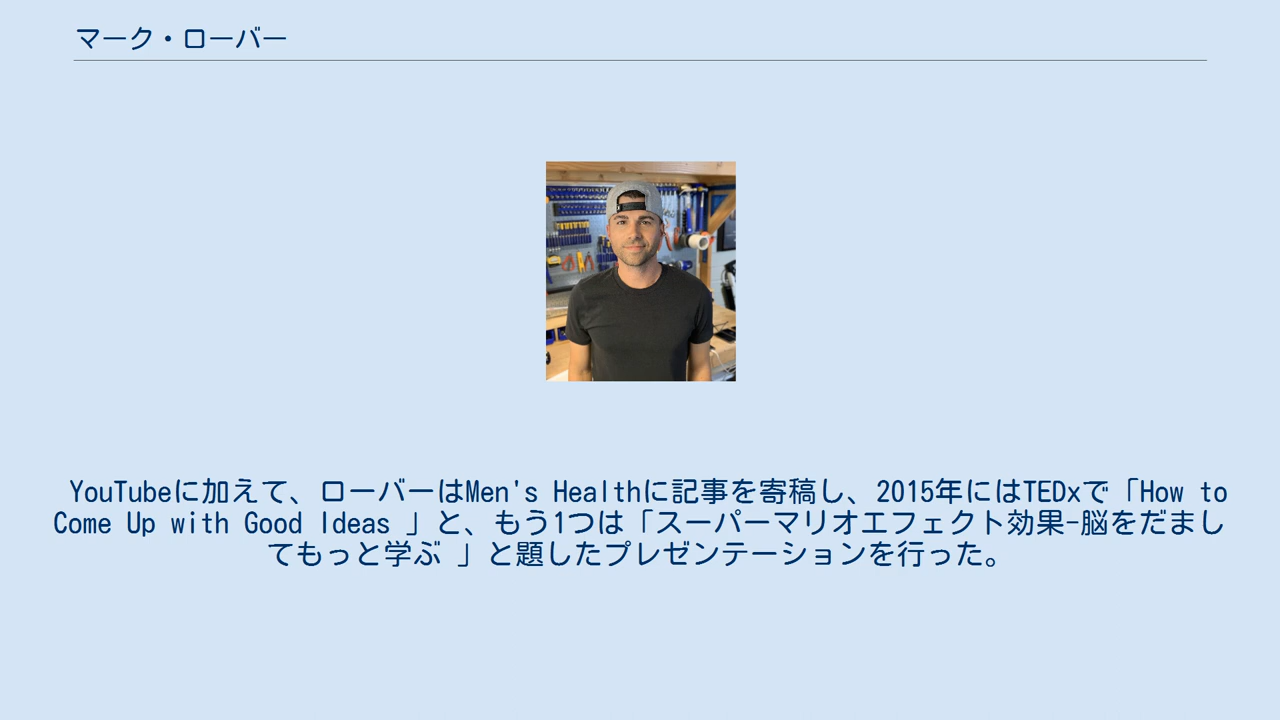 マーク・ローバー
YouTubeに加えて、ローバーはMen's Healthに記事を寄稿し、2015年にはTEDxで「How to
Come Up with Good Ideas 」と、もう1つは「スーパーマリオエフェクト効果-脳をだまし
てもっと学ぶ 」と題したプレゼンテーションを行った。